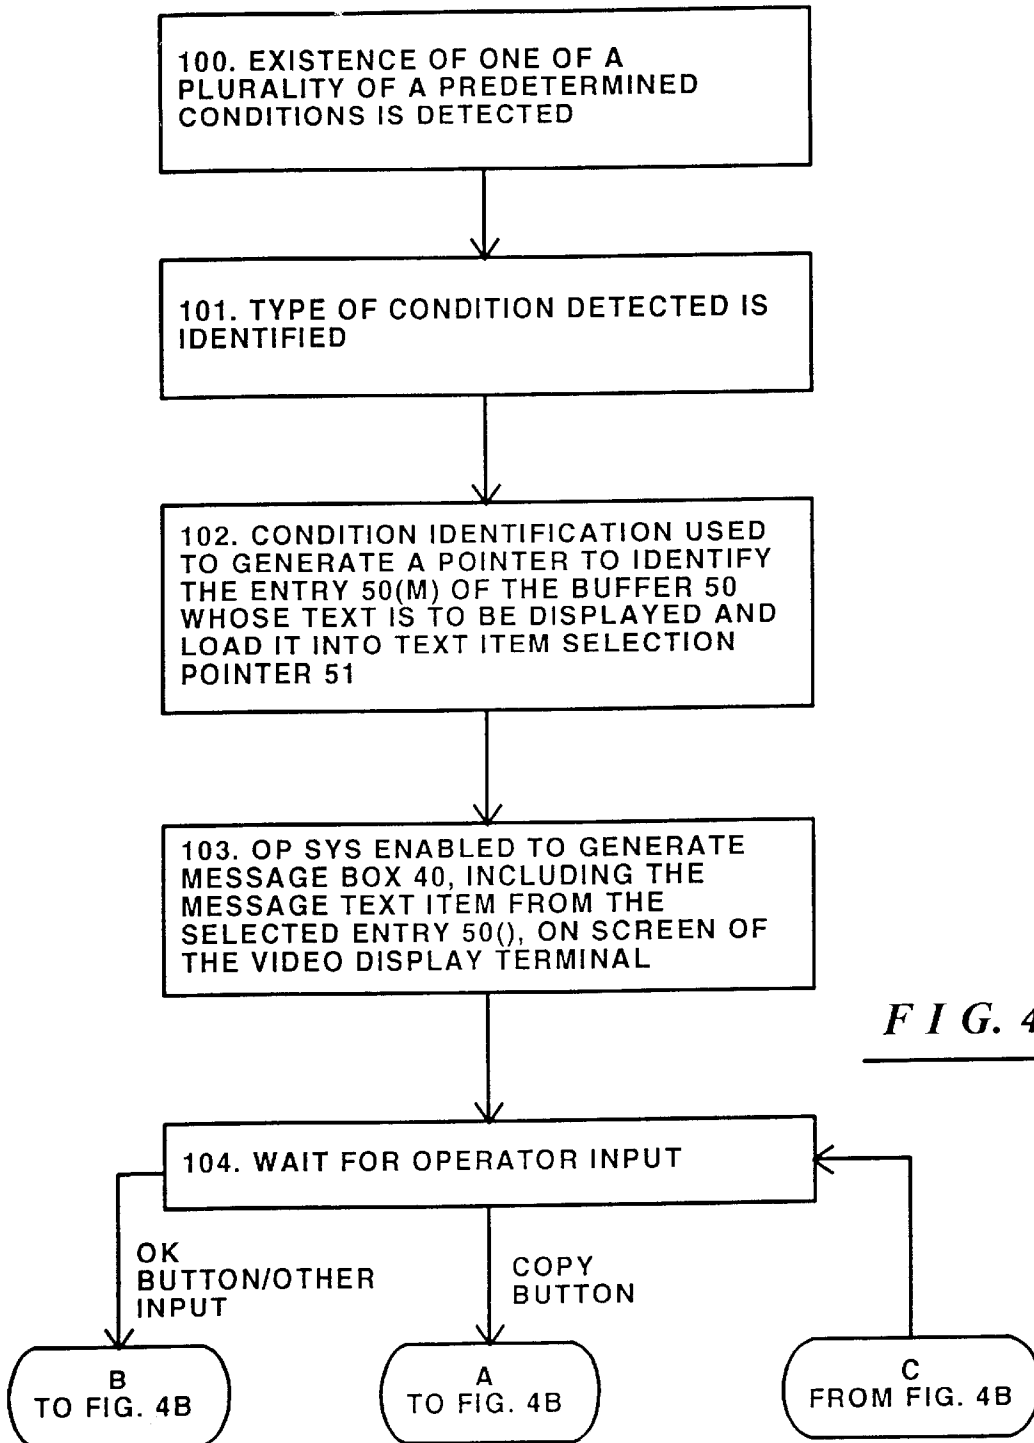 100. EXISTENCE OF ONE OF A
PLURALITY OF A PREDETERMINED
CONDITIONS IS DETECTED
101. TYPE OF CONDITION DETECTED IS
IDENTIFIED
102. CONDITION IDENTIFICATION USED
TO GENERATE A POINTER TO IDENTIFY
THE ENTRY 50(M) OF THE BUFFER 50
WHOSE TEXT IS TO BE DISPLAYED AND
LOAD IT INTO TEXT ITEM SELECTION
POINTER 51
103. OP SYS ENABLED TO GENERATE
MESSAGE BOX 40, INCLUDING THE
MESSAGE TEXT ITEM FROM THE
SELECTED ENTRY 50(), ON SCREEN OF
THE VIDEO DISPLAY TERMINAL
FIG. 4
104. WAIT FOR OPERATOR INPUT
OK
BUTTON/OTHER
INPUT
COPY
BUTTON
B
TO FIG. 4B
A
TO FIG. 4B
C
FROM FIG. 4B